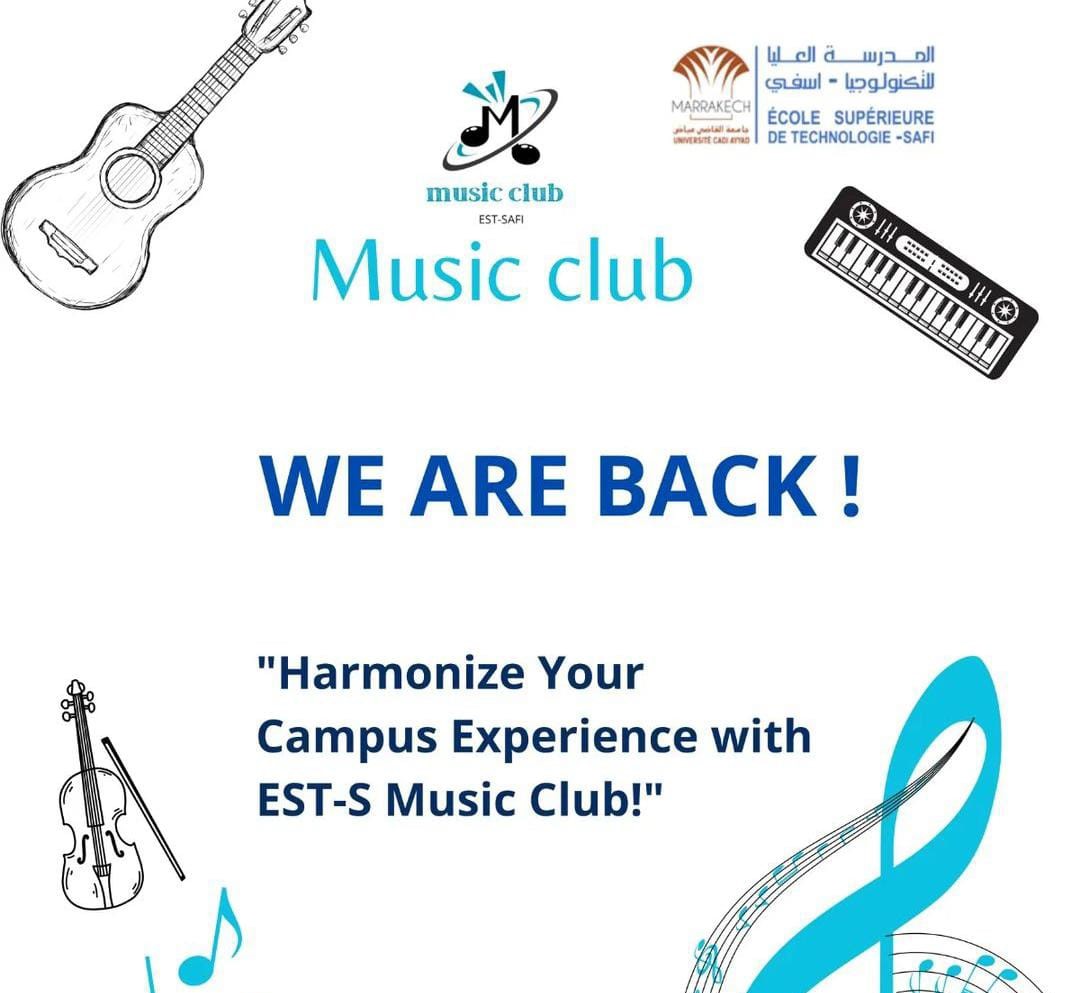 M
music club
EST-SAFI
المدرسة العليا
للتكنولوجيا - اسفي
MARRAKECH
جامعة القاضي عياض
UNIVERSITÉ CADI AYYAD
ÉCOLE SUPÉRIEURE
DE TECHNOLOGIE -SAFI
Music club
WE ARE BACK !
"Harmonize Your
Campus Experience with
EST-S Music Club!"